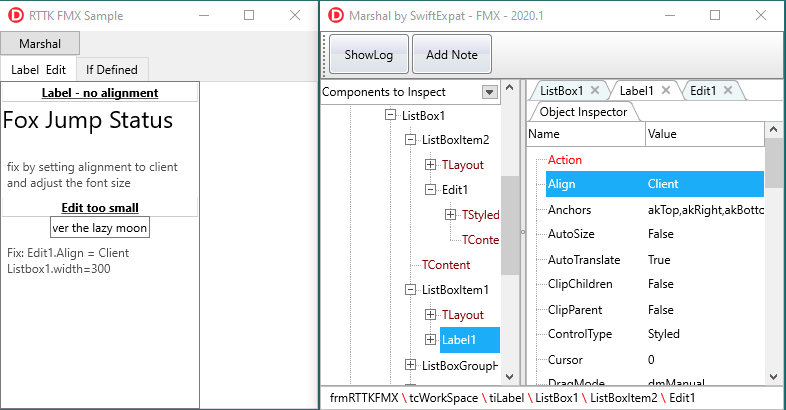 RTTK FMX Sample
Marshal
Label Edit If Defined
Label - no alignment
Fox Jump Status
fix by setting alignment to client
and adjust the font size
Edit too small
ver the lazy moon
Fix: Edit1.Align = Client
Listbox1.width=300
Marshal by SwiftExpat - FMX - 2020.1
ShowLog Add Note
Components to Inspect
ListBox1
ListBoxItem2
TLayout
Edit1
TStyled
TConte
TContent
ListBoxItem1
TLayout
Label1
ListBoxGroupH
ListBox1 Label1 Edit1
Object Inspector
Name Value
Action
Align Client
Anchors akTop,akRight,akBotto
AutoSize False
AutoTranslate True
ClipChildren False
ClipParent False
ControlType Styled
Cursor 0
DragMode dmManual
frmRTTKFMX \ tcWorkSpace \ tiLabel \ ListBox1 \ ListBoxItem2 \ Edit1